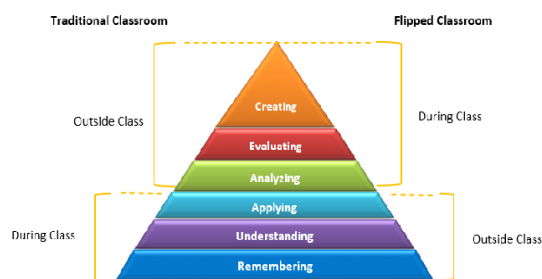 Traditional Classroom
Flipped Classroom
Creating
Outside Class
During Class
Evaluating
Analyzing
Applying
During Class
Understanding
Outside Class
Remembering